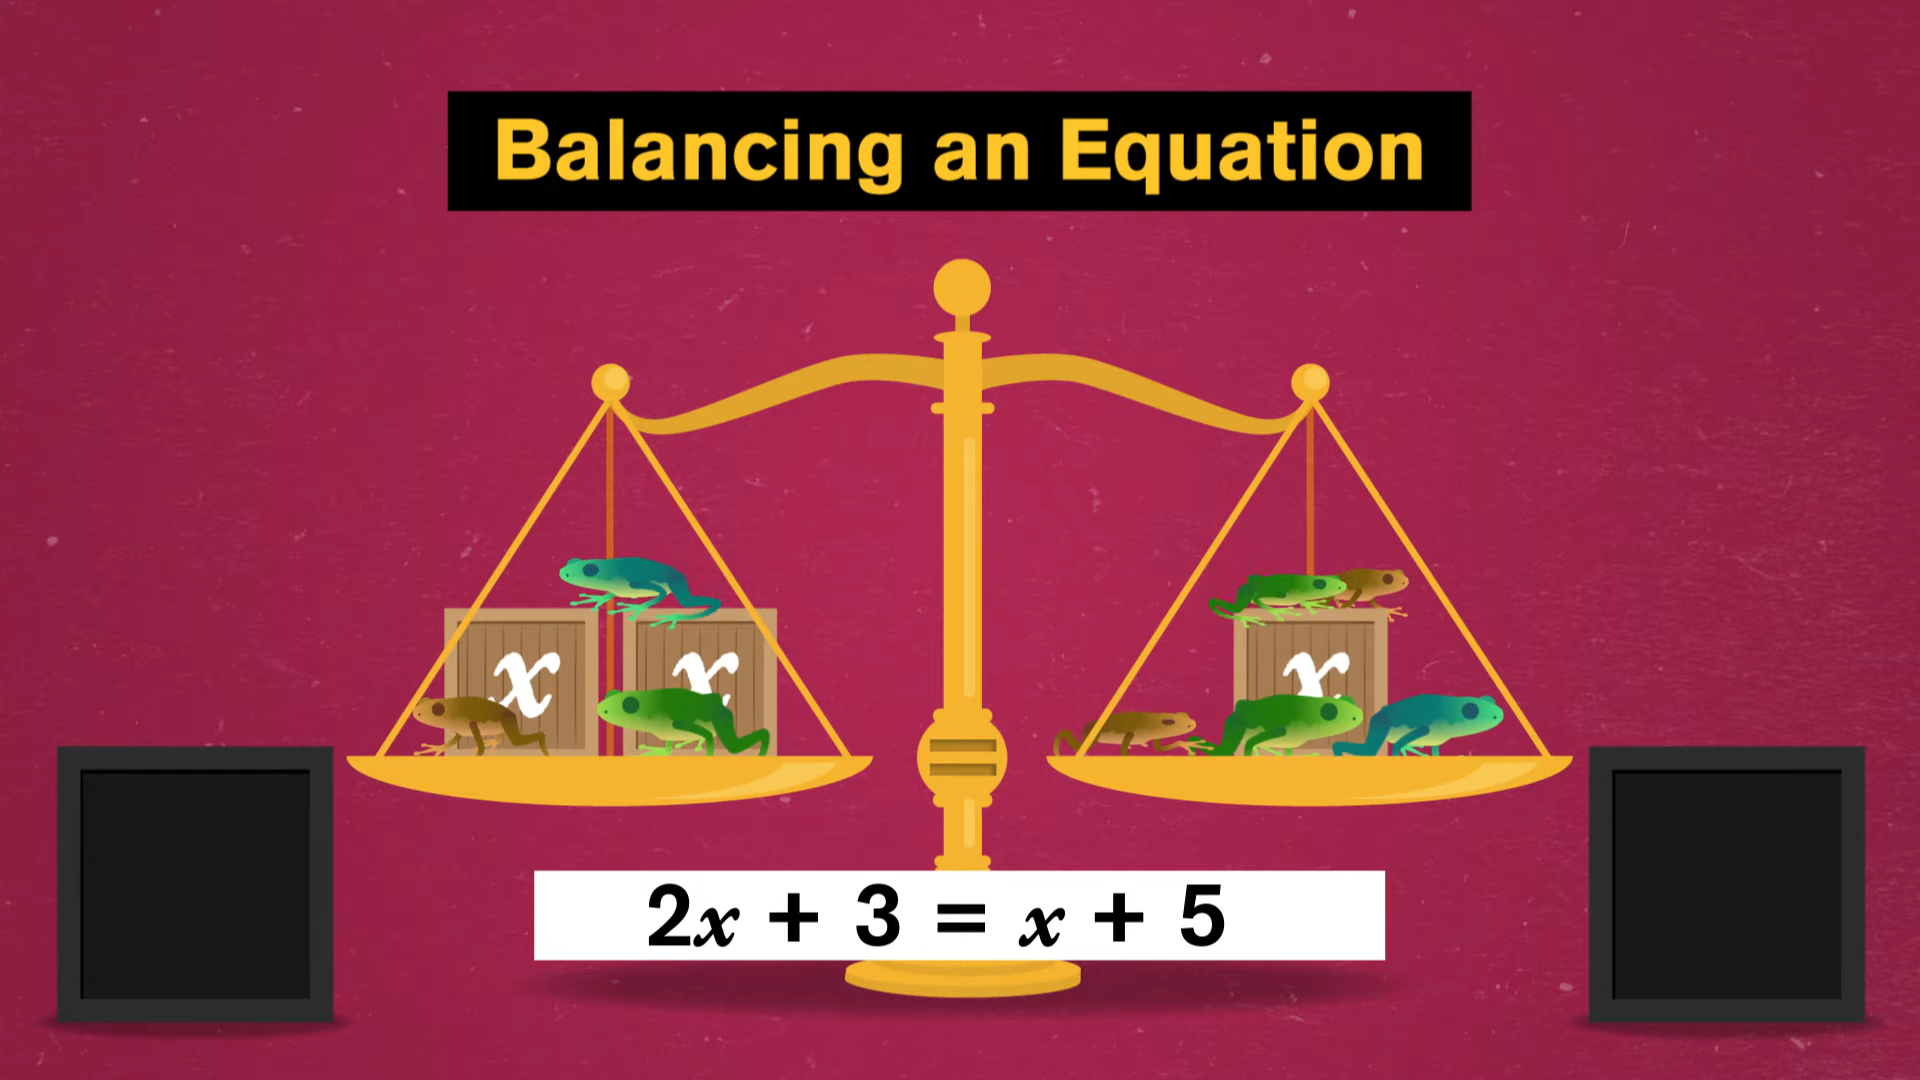 Balancing an Equation
x x x
2x + 3 = x + 5